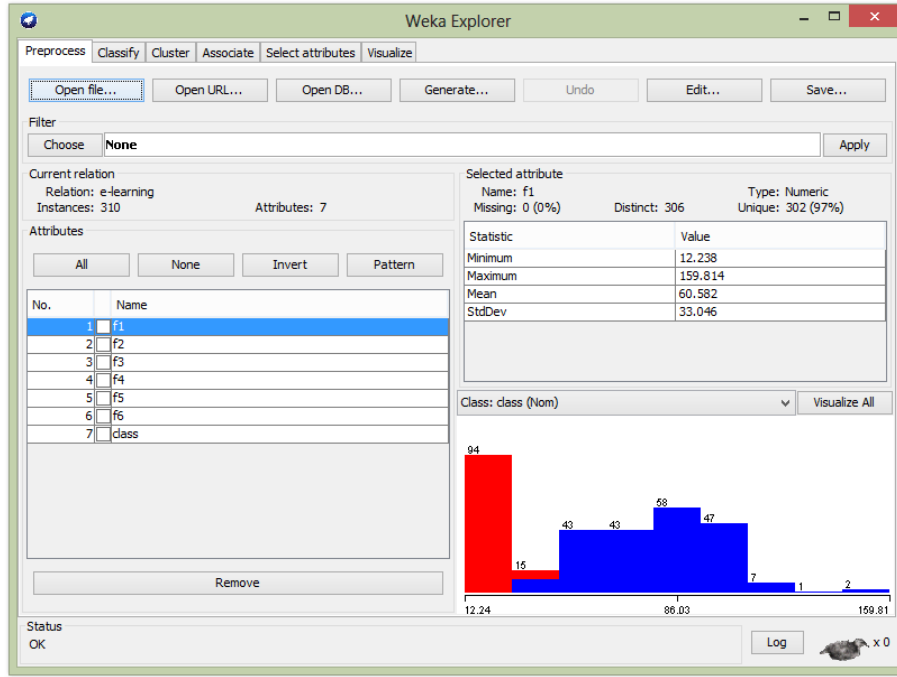 Weka Explorer
Preprocess Classify Cluster Associate Select attributes Visualize
Open file... Open URL... Open DB... Generate... Undo Edit... Save...
Filter
Choose None Apply
Current relation
Relation: e-learning
Instances: 310 Attributes: 7
Attributes
All None Invert Pattern
No. Name
1 f1
2 f2
3 f3
4 f4
5 f5
6 f6
7 class
Remove
Selected attribute
Name: f1 Type: Numeric
Missing: 0 (0%) Distinct: 306 Unique: 302 (97%)
Statistic Value
Minimum 12.238
Maximum 159.814
Mean 60.582
StdDev 33.046
Class: class (Nom) Visualize All
94
15
43
43
58
47
7
1
2
12.24 86.03 159.81
Status
OK
Log x 0